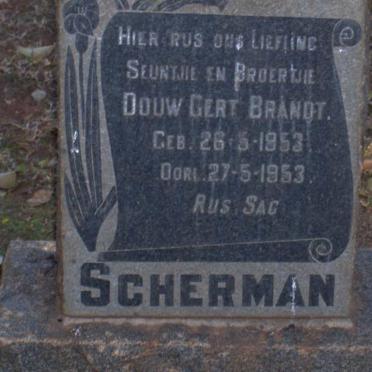 Hier rus ons liefling
Seuntjie en Broertjie
Douw Gert Brandt.
Geb. 26-5-1953.
Oorl. 27-5-1953.
Rus Sag
Scherman